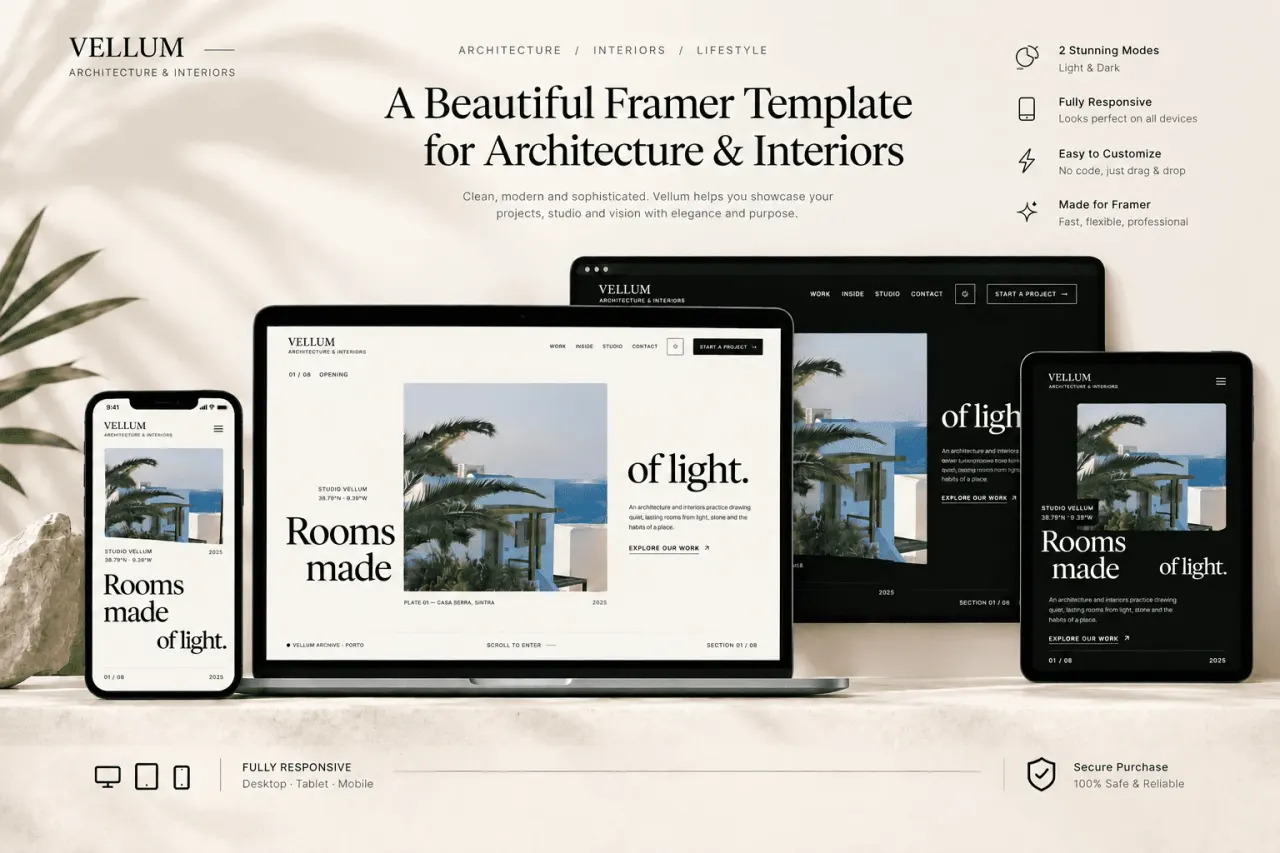 VELLUM
ARCHITECTURE & INTERIORS
ARCHITECTURE / INTERIORS / LIFESTYLE
A Beautiful Framer Template
for Architecture & Interiors
Clean, modern and sophisticated. Vellum helps you showcase your
projects, studio and vision with elegance and purpose.
2 Stunning Modes
Light & Dark
Fully Responsive
Looks perfect on all devices
Easy to Customize
No code, just drag & drop
Made for Framer
Fast, flexible, professional
9:41
VELLUM
ARCHITECTURE & INTERIORS
STUDIO VELLUM
2025
38.79°N - 9.39°W
Rooms
made
of light.
01 / 08
2025
VELLUM
ARCHITECTURE & INTERIORS
WORK INSIDE STUDIO CONTACT
START A PROJECT →
01 / 08 OPENING
STUDIO VELLUM
38.79°N · 9.39°W
Rooms
made
of light.
An architecture and interiors practice drawing
quiet, lasting rooms from light, stone and the
habits of a place.
EXPLORE OUR WORK ↗
PLATE 01 — CASA SERRA, SINTRA
2025
VELLUM ARCHIVE · PORTO
SCROLL TO ENTER
SECTION 01 / 08
VELLUM
ARCHITECTURE & INTERIORS
WORK INSIDE STUDIO CONTACT
START A PROJECT →
of ligh
An architecture and interiors
habits of a place.
EXPLORE OUR WORK ↗
2025
SECTION 01 / 08
VELLUM
ARCHITECTURE & INTERIORS
STUDIO VELLUM
38.79°N · 9.39°W
Rooms
made
of light.
An architecture and interiors practice drawing
quiet, lasting rooms from light, stone and the
habits of a place.
EXPLORE OUR WORK ↗
01 / 08
2025
FULLY RESPONSIVE
Desktop · Tablet · Mobile
Secure Purchase
100% Safe & Reliable